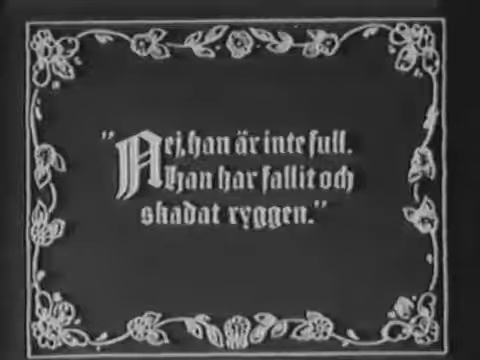 "Nej, han är inte full.
han har fallit och
skadat ryggen."